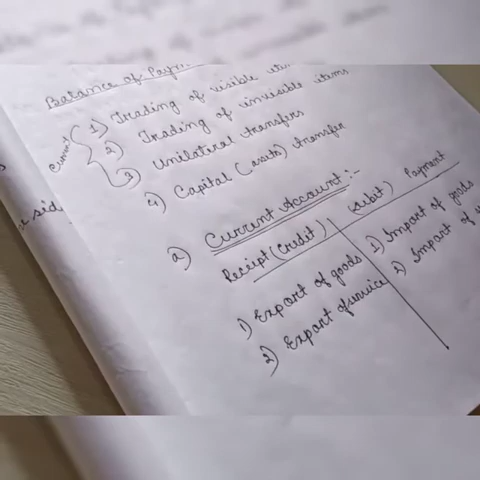 Balance of Paym
current
1) Trading of visible ite
2) Trading of invisible items
3) Unilateral transfers
4) Capital (assets) transfer
a) Current Account :-
Receipt (Credit) (Debit) Payment
1) Export of goods 1) Import of goods
2) Export of service 2) Import of
e sid